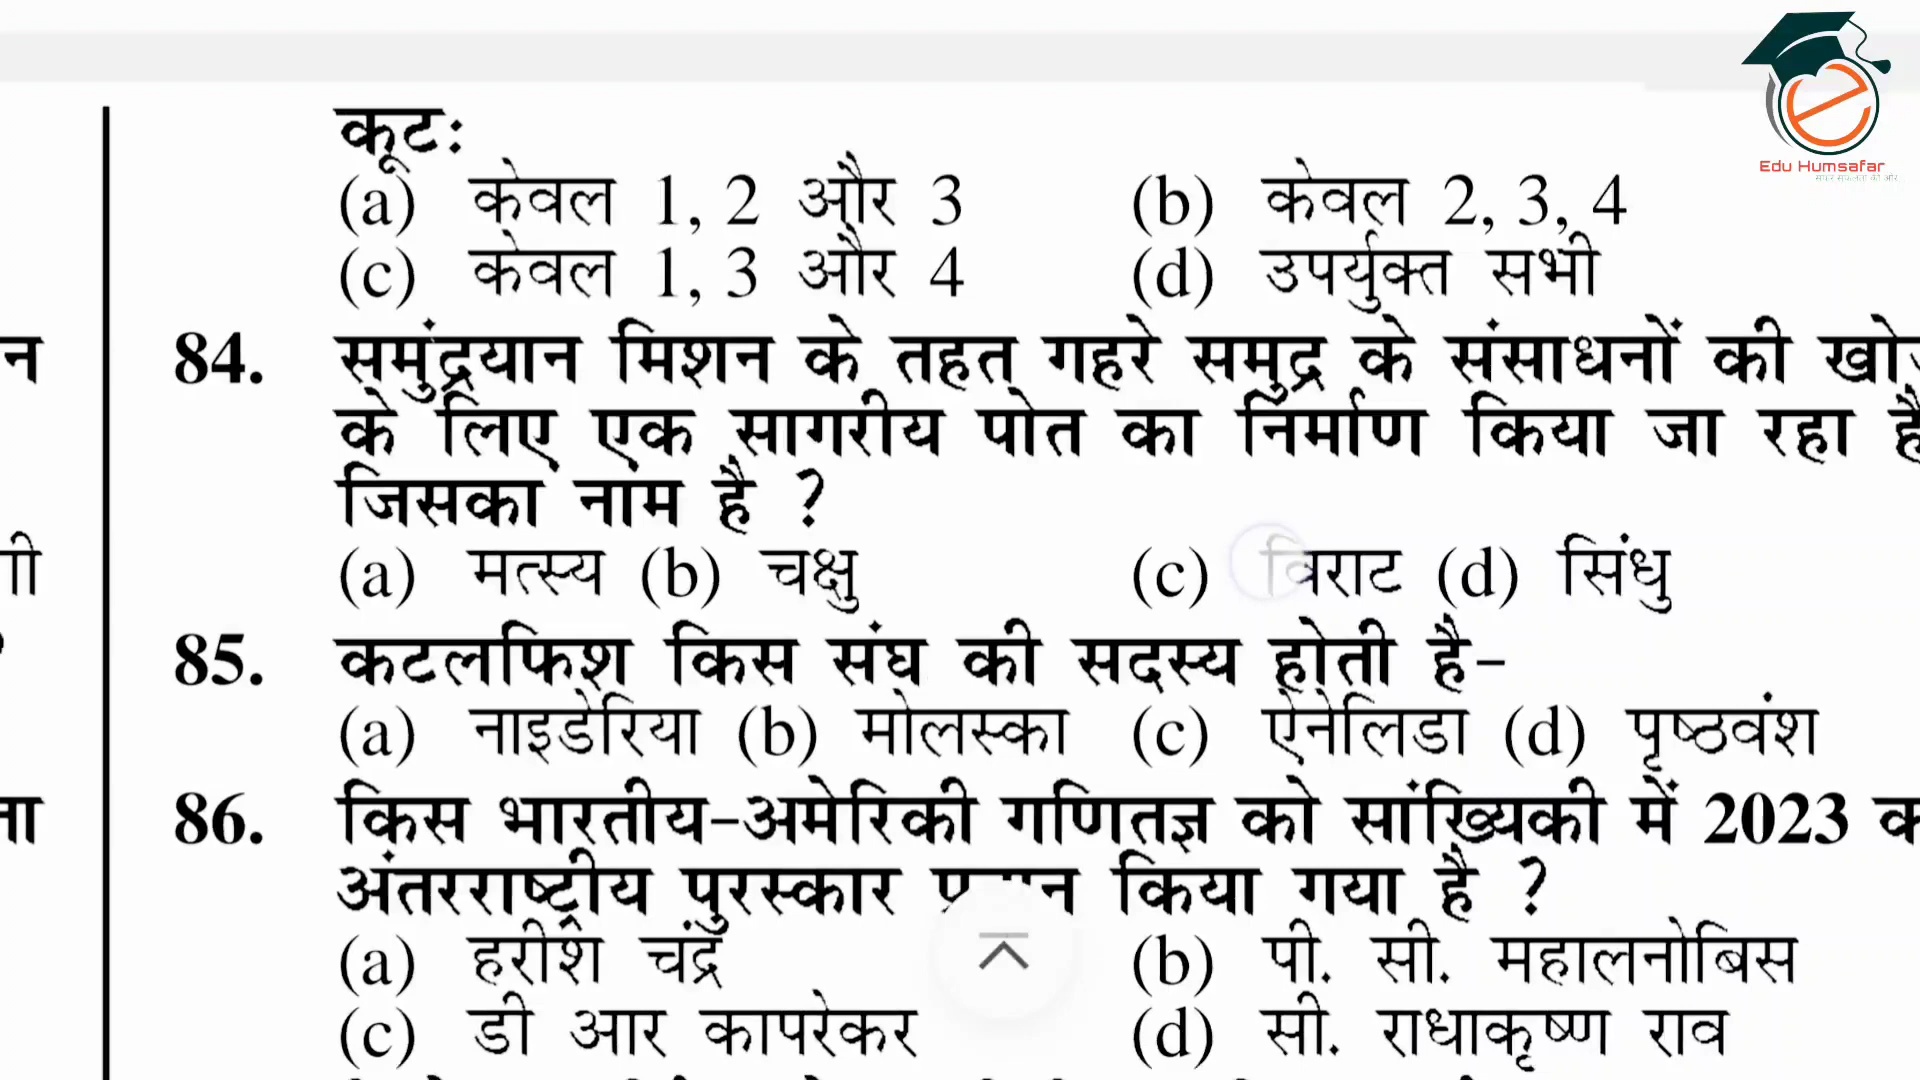 Edu Humsafar
कूटः
(a) केवल 1, 2 और 3 (b) केवल 2, 3, 4
(c) केवल 1, 3 और 4 (d) उपर्युक्त सभी
न 84. समुंद्रयान मिशन के तहत गहरे समुद्र के संसाधनों की
के लिए एक सागरीय पोत का निर्माण किया जा रहा है
जिसका नाम है ?
(a) मत्स्य (b) चक्षु (c) विराट (d) सिंधु
85. कटलफिश किस संघ की सदस्य होती है–
(a) नाइडेरिया (b) मोलस्का (c) ऐनेलिडा (d) पृष्ठवंश
86. किस भारतीय–अमेरिकी गणितज्ञ को सांख्यिकी में 2023
अंतरराष्ट्रीय पुरस्कार किया गया है ?
(a) हरीश चंद्र (b) पी. सी. महालनोबिस
(c) डी आर कापरेकर (d) सी. राधाकृष्ण राव